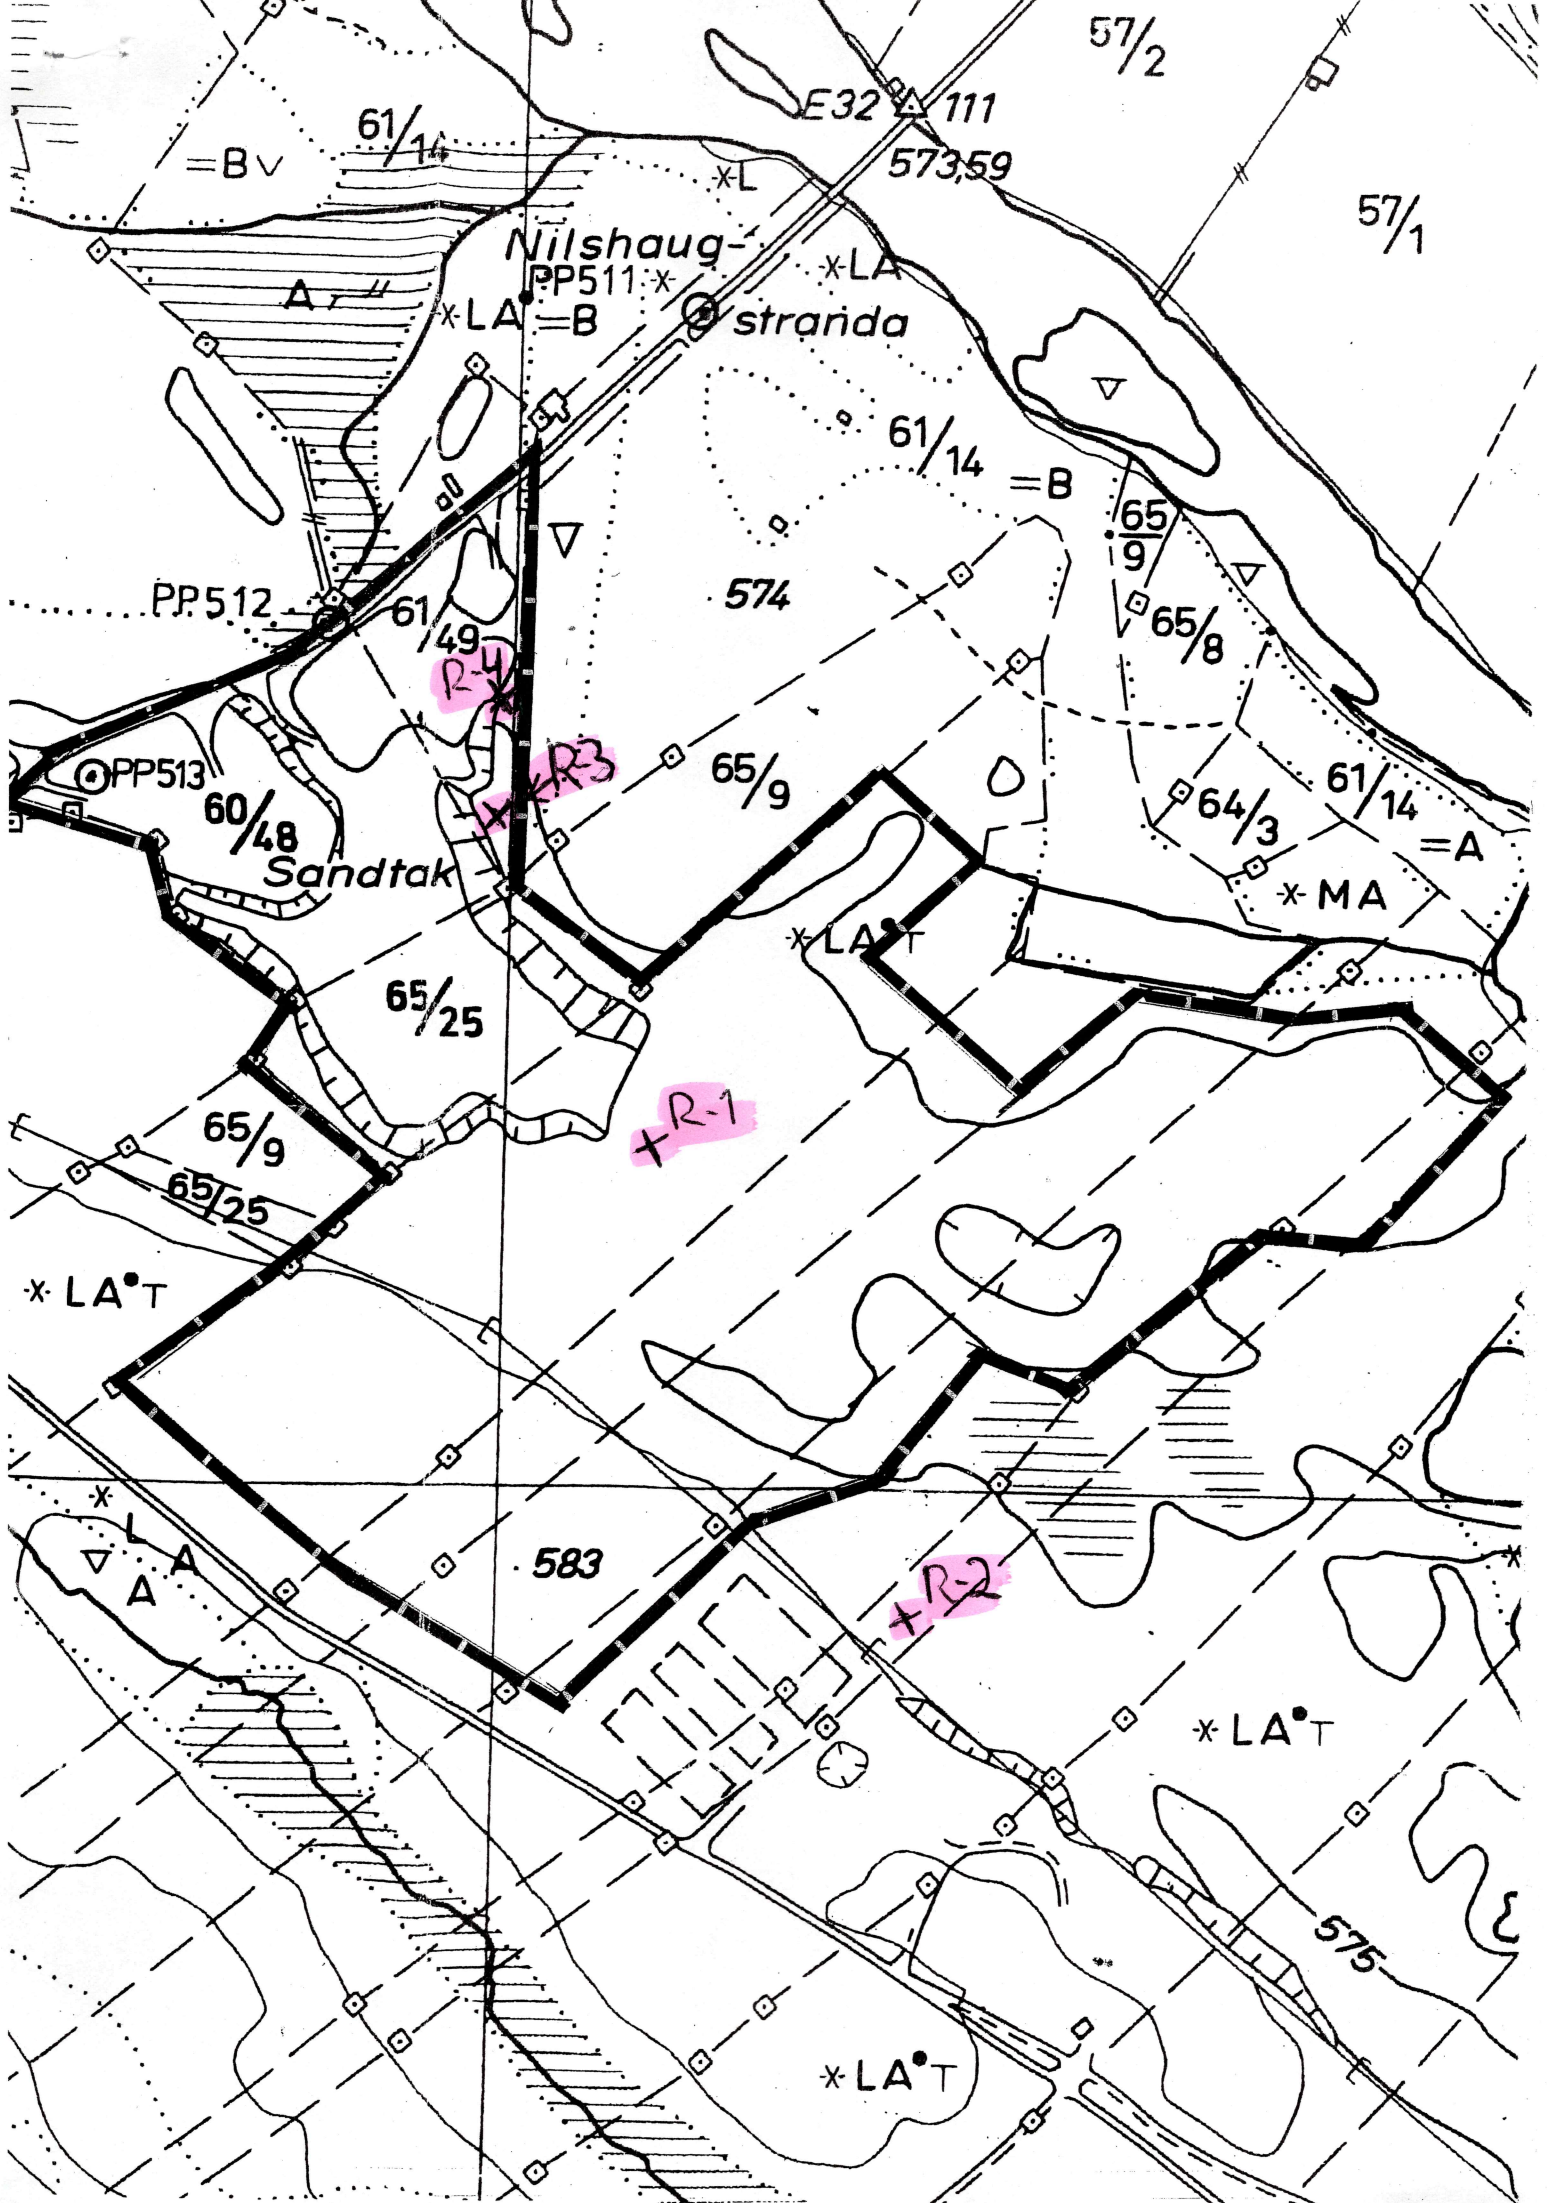 57/2
E32 111
61/14
=BV
573,59
*L
57/1
Nilshaug-
PP511
*LA
A
*LA
=B
stranda
61/14
=B
65/9
PP512
574
61/49
65/8
R-4
R-3
65/9
PP513
60/48
61/14
64/3
=A
Sandtak
*MA
*LA T
65/25
R-1
65/9
65/25
*LA T
L
A
A
583
R-2
*LA T
575
*LA T